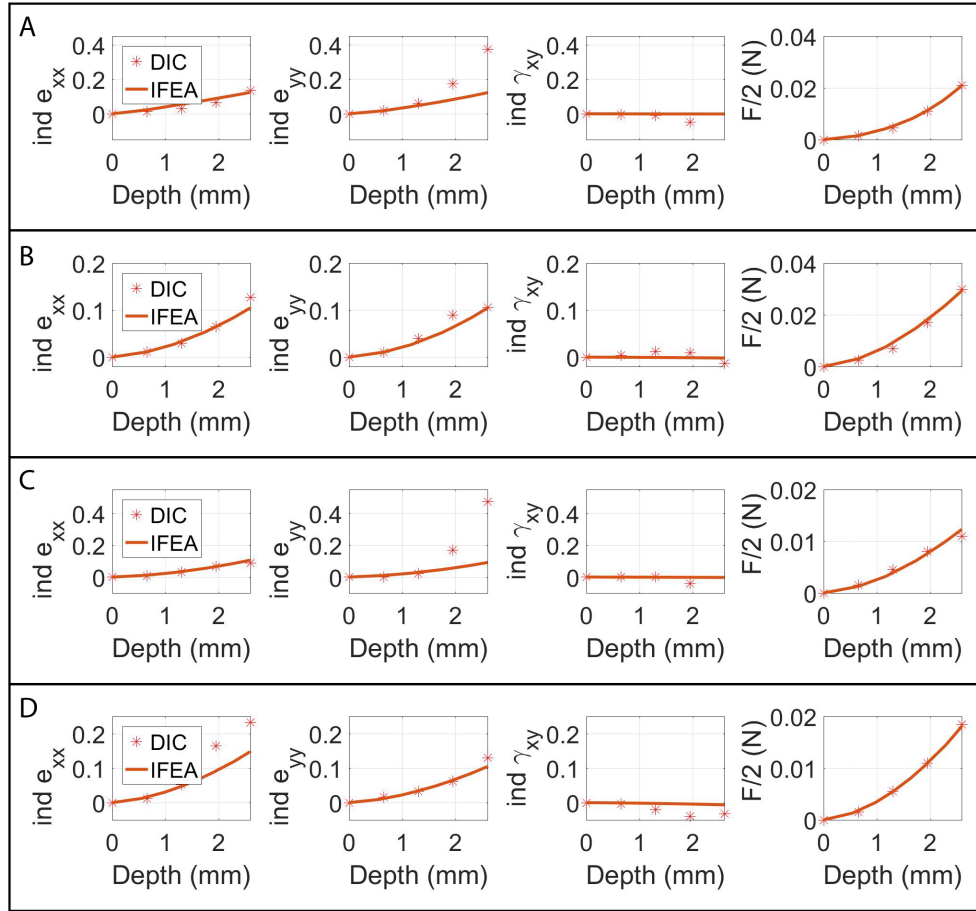 A
ind e_xx
0.4
0.2
0
DIC
IFEA
0 1 2
Depth (mm)
ind e_yy
0.4
0.2
0
0 1 2
Depth (mm)
ind γ_xy
0.4
0.2
0
0 1 2
Depth (mm)
F/2 (N)
0.04
0.02
0
0 1 2
Depth (mm)
B
ind e_xx
0.2
0.1
0
DIC
IFEA
0 1 2
Depth (mm)
ind e_yy
0.2
0.1
0
0 1 2
Depth (mm)
ind γ_xy
0.2
0.1
0
0 1 2
Depth (mm)
F/2 (N)
0.04
0.02
0
0 1 2
Depth (mm)
C
ind e_xx
0.4
0.2
0
DIC
IFEA
0 1 2
Depth (mm)
ind e_yy
0.4
0.2
0
0 1 2
Depth (mm)
ind γ_xy
0.4
0.2
0
0 1 2
Depth (mm)
F/2 (N)
0.02
0.01
0
0 1 2
Depth (mm)
D
ind e_xx
0.2
0.1
0
DIC
IFEA
0 1 2
Depth (mm)
ind e_yy
0.2
0.1
0
0 1 2
Depth (mm)
ind γ_xy
0.2
0.1
0
0 1 2
Depth (mm)
F/2 (N)
0.02
0.01
0
0 1 2
Depth (mm)